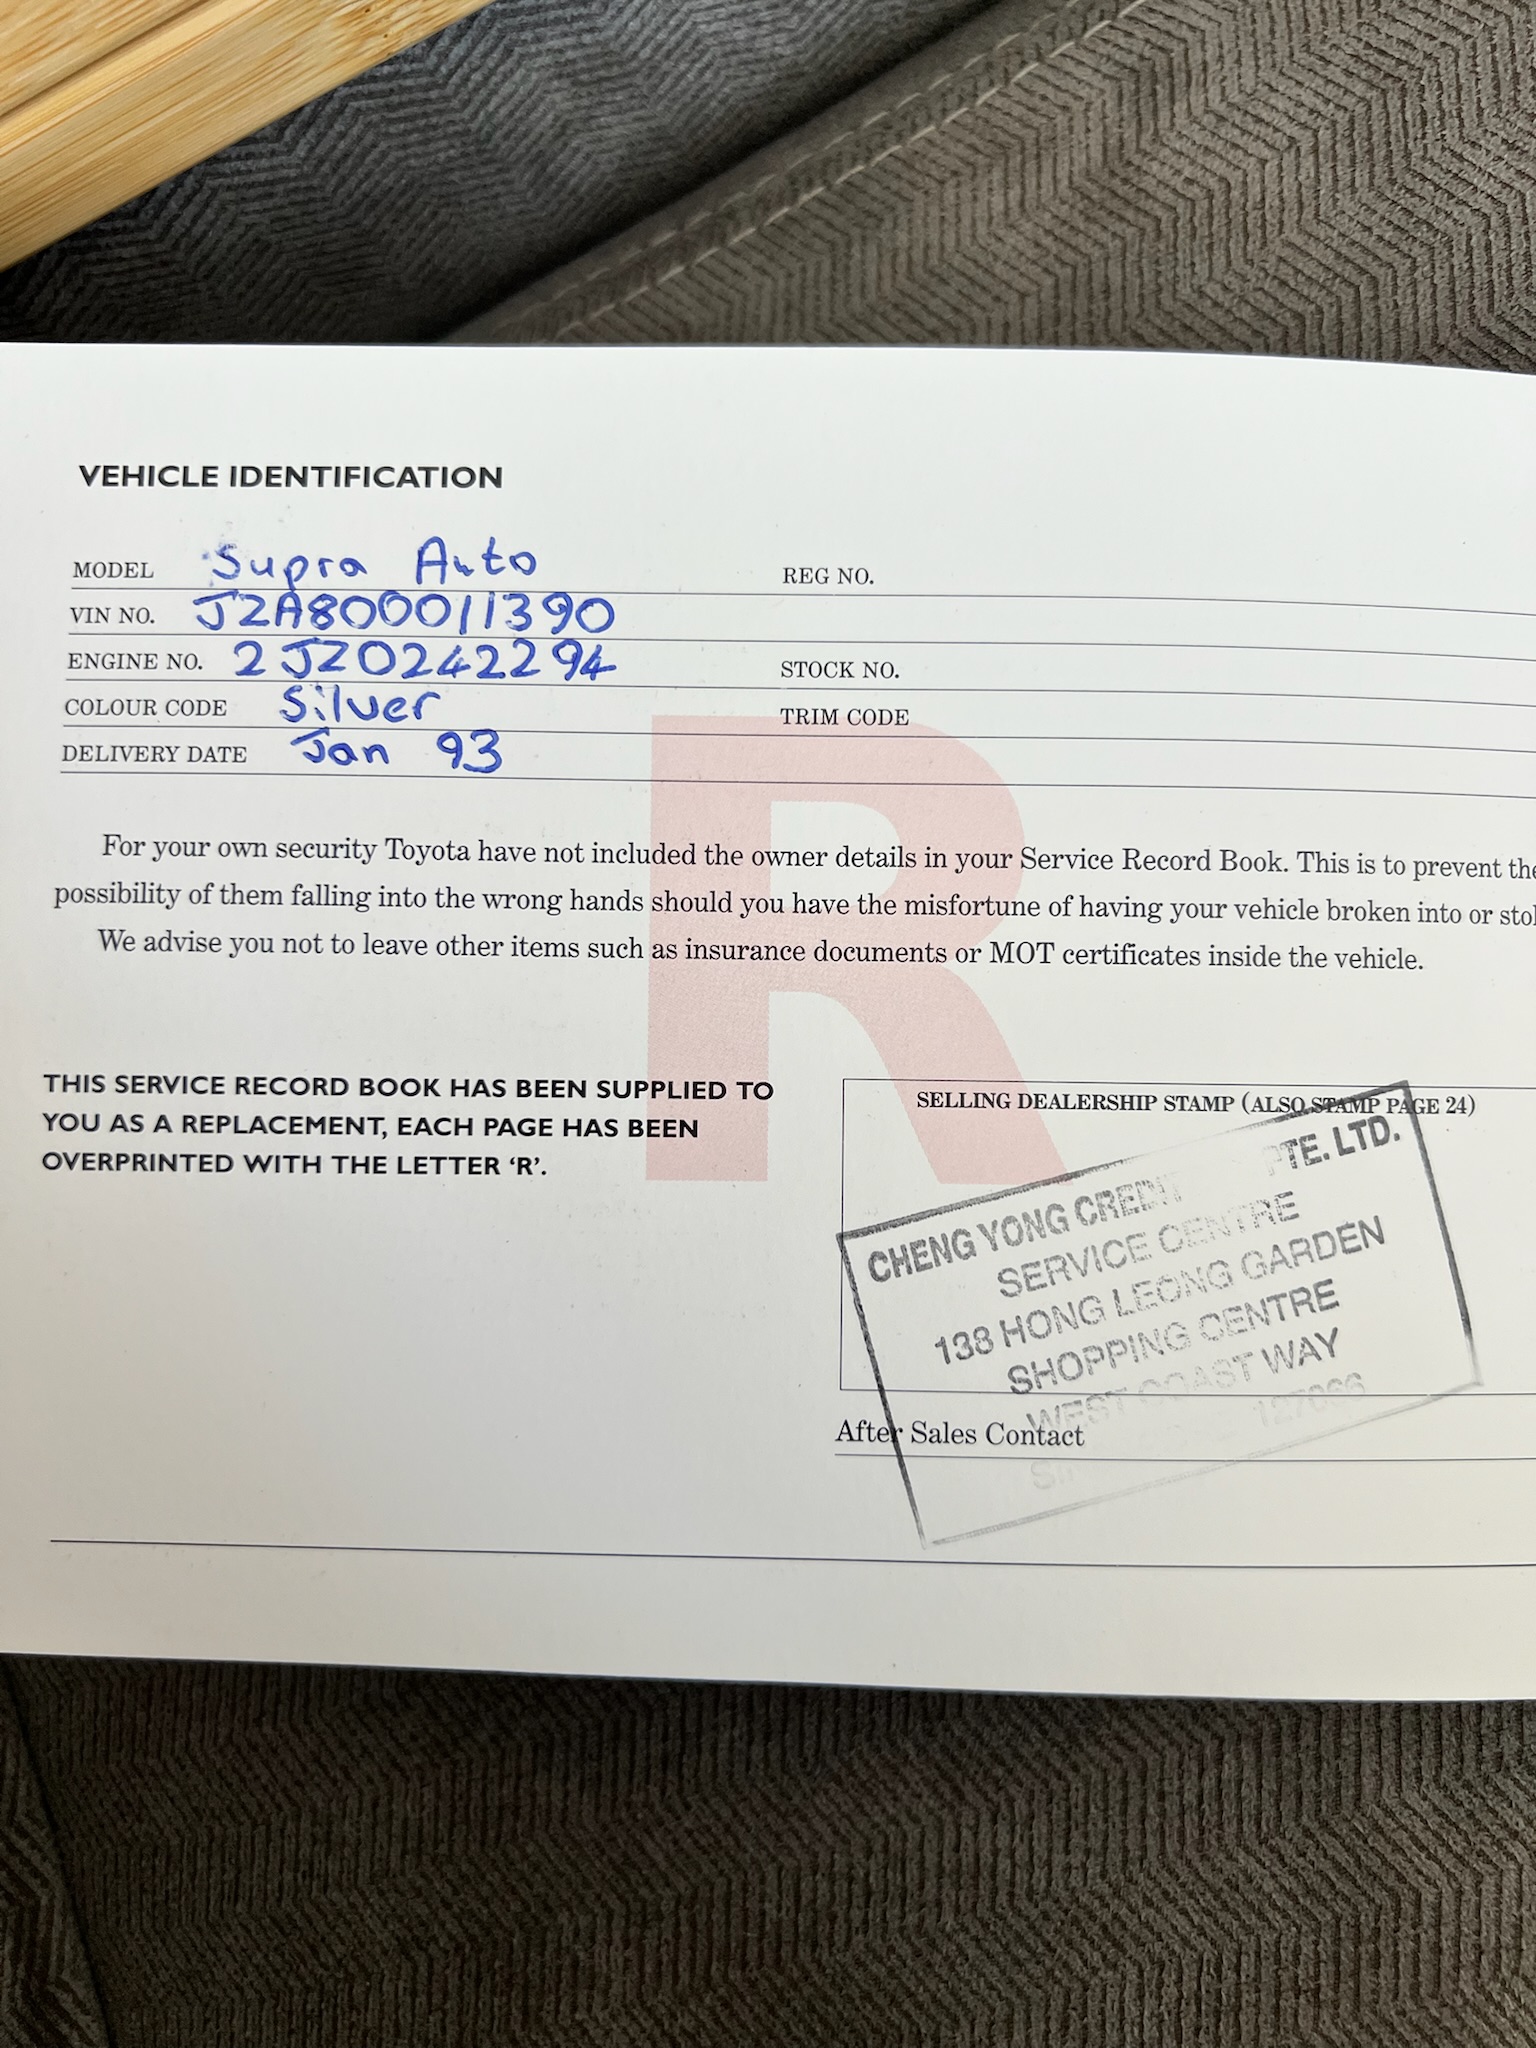 VEHICLE IDENTIFICATION
MODEL Supra Auto REG NO.
VIN NO. JZA800011390
ENGINE NO. 2JZ0242294 STOCK NO.
COLOUR CODE Silver TRIM CODE
DELIVERY DATE Jan 93
For your own security Toyota have not included the owner details in your Service Record Book. This is to prevent the
possibility of them falling into the wrong hands should you have the misfortune of having your vehicle broken into or stol
We advise you not to leave other items such as insurance documents or MOT certificates inside the vehicle.
R
THIS SERVICE RECORD BOOK HAS BEEN SUPPLIED TO
YOU AS A REPLACEMENT, EACH PAGE HAS BEEN
OVERPRINTED WITH THE LETTER ‘R’.
SELLING DEALERSHIP STAMP (ALSO STAMP PAGE 24)
CHENG YONG CREDIT PTE. LTD.
SERVICE CENTRE
138 HONG LEONG GARDEN
SHOPPING CENTRE
WEST COAST WAY
127066
After Sales Contact